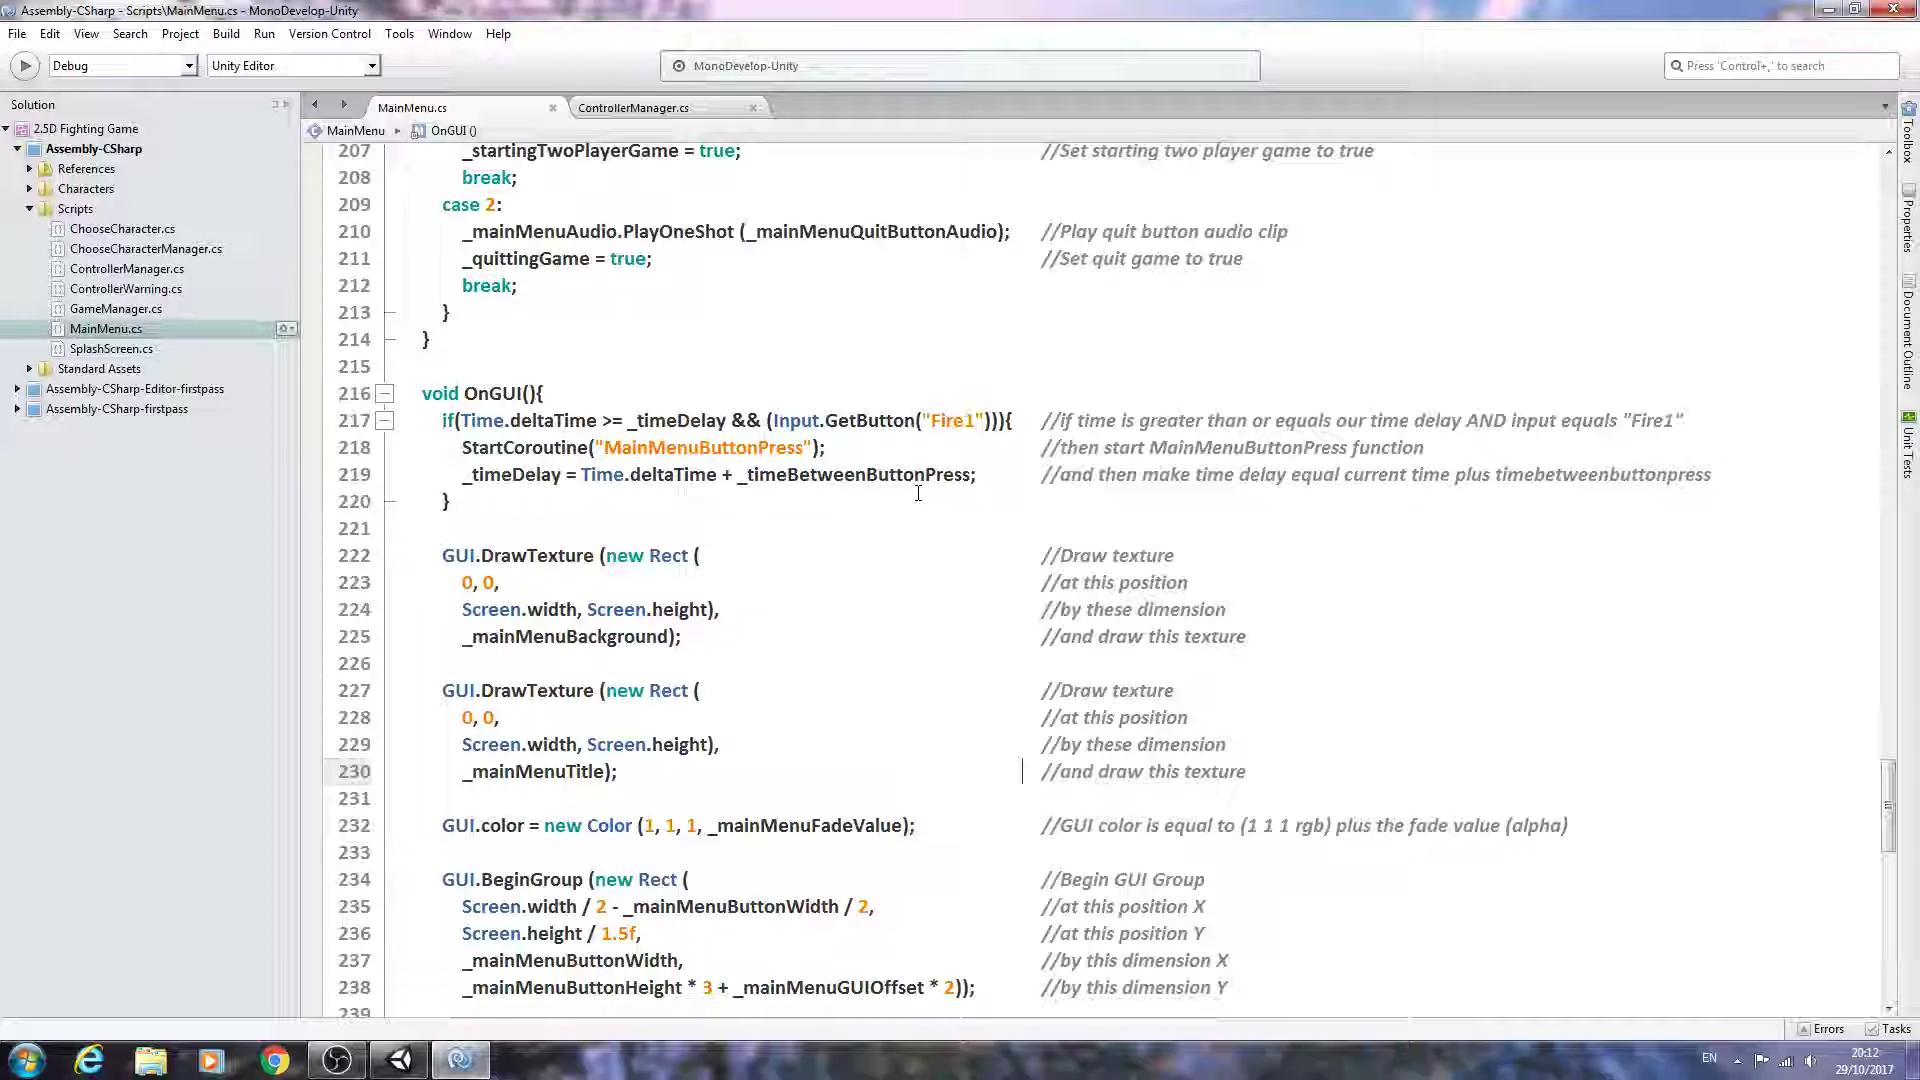 Assembly-CSharp - Scripts\MainMenu.cs - MonoDevelop-Unity
File Edit View Search Project Build Run Version Control Tools Window Help
Debug Unity Editor MonoDevelop-Unity Press 'Control+,' to search
Solution
MainMenu.cs ControllerManager.cs
MainMenu OnGUI ()
2.5D Fighting Game
Assembly-CSharp
References
Characters
Scripts
ChooseCharacter.cs
ChooseCharacterManager.cs
ControllerManager.cs
ControllerWarning.cs
GameManager.cs
MainMenu.cs
SplashScreen.cs
Standard Assets
Assembly-CSharp-Editor-firstpass
Assembly-CSharp-firstpass
207 _startingTwoPlayerGame = true; //Set starting two player game to true
208 break;
209 case 2:
210 _mainMenuAudio.PlayOneShot (_mainMenuQuitButtonAudio); //Play quit button audio clip
211 _quittingGame = true; //Set quit game to true
212 break;
213 }
214 }
215
216 void OnGUI(){
217 if(Time.deltaTime >= _timeDelay && (Input.GetButton("Fire1"))){ //if time is greater than or equals our time delay AND input equals "Fire1"
218 StartCoroutine("MainMenuButtonPress"); //then start MainMenuButtonPress function
219 _timeDelay = Time.deltaTime + _timeBetweenButtonPress; //and then make time delay equal current time plus timebetweenbuttonpress
220 }
221
222 GUI.DrawTexture (new Rect ( //Draw texture
223 0, 0, //at this position
224 Screen.width, Screen.height), //by these dimension
225 _mainMenuBackground); //and draw this texture
226
227 GUI.DrawTexture (new Rect ( //Draw texture
228 0, 0, //at this position
229 Screen.width, Screen.height), //by these dimension
230 _mainMenuTitle); //and draw this texture
231
232 GUI.color = new Color (1, 1, 1, _mainMenuFadeValue); //GUI color is equal to (1 1 1 rgb) plus the fade value (alpha)
233
234 GUI.BeginGroup (new Rect ( //Begin GUI Group
235 Screen.width / 2 - _mainMenuButtonWidth / 2, //at this position X
236 Screen.height / 1.5f, //at this position Y
237 _mainMenuButtonWidth, //by this dimension X
238 _mainMenuButtonHeight * 3 + _mainMenuGUIOffset * 2)); //by this dimension Y
239
Toolbox
Properties
Document Outline
Unit Tests
Errors Tasks
EN
20:12
29/10/2017